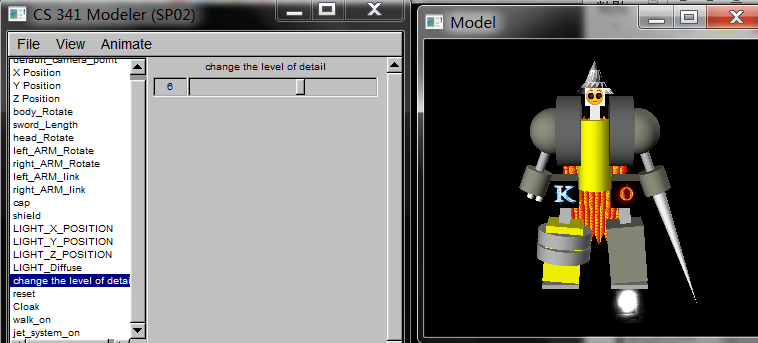 CS 341 Modeler (SP02)
File View Animate
default_camera_point
X Position
Y Position
Z Position
body_Rotate
sword_Length
head_Rotate
left_ARM_Rotate
right_ARM_Rotate
left_ARM_link
right_ARM_link
cap
shield
LIGHT_X_POSITION
LIGHT_Y_POSITION
LIGHT_Z_POSITION
LIGHT_Diffuse
change the level of detai
reset
Cloak
walk_on
jet_system_on
change the level of detail
6
Model
K O